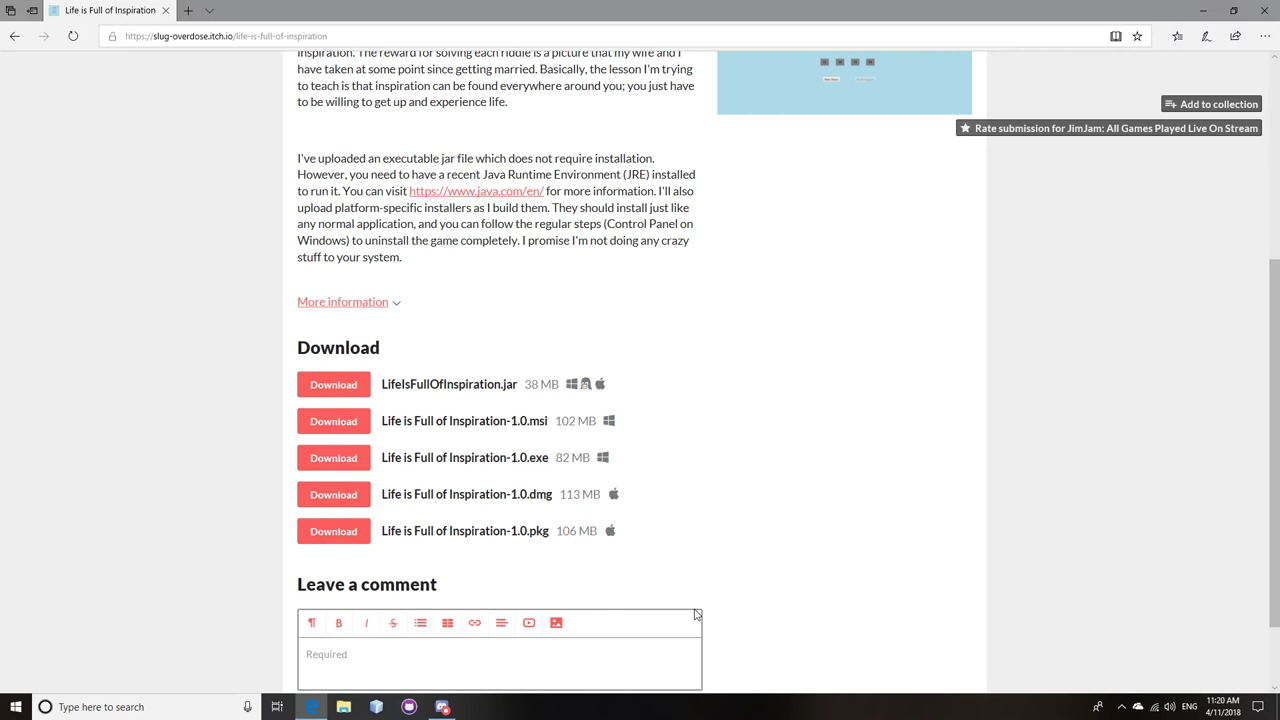 Life is Full of Inspiration
https://slug-overdose.itch.io/life-is-full-of-inspiration
inspiration. The reward for solving each riddle is a picture that my wife and I
have taken at some point since getting married. Basically, the lesson I'm trying
to teach is that inspiration can be found everywhere around you; you just have
to be willing to get up and experience life.
Add to collection
Rate submission for JimJam: All Games Played Live On Stream
I've uploaded an executable jar file which does not require installation.
However, you need to have a recent Java Runtime Environment (JRE) installed
to run it. You can visit https://www.java.com/en/ for more information. I'll also
upload platform-specific installers as I build them. They should install just like
any normal application, and you can follow the regular steps (Control Panel on
Windows) to uninstall the game completely. I promise I'm not doing any crazy
stuff to your system.
More information
Download
Download LifeIsFullOfInspiration.jar 38 MB
Download Life is Full of Inspiration-1.0.msi 102 MB
Download Life is Full of Inspiration-1.0.exe 82 MB
Download Life is Full of Inspiration-1.0.dmg 113 MB
Download Life is Full of Inspiration-1.0.pkg 106 MB
Leave a comment
Required
Type here to search
ENG
11:20 AM
4/11/2018